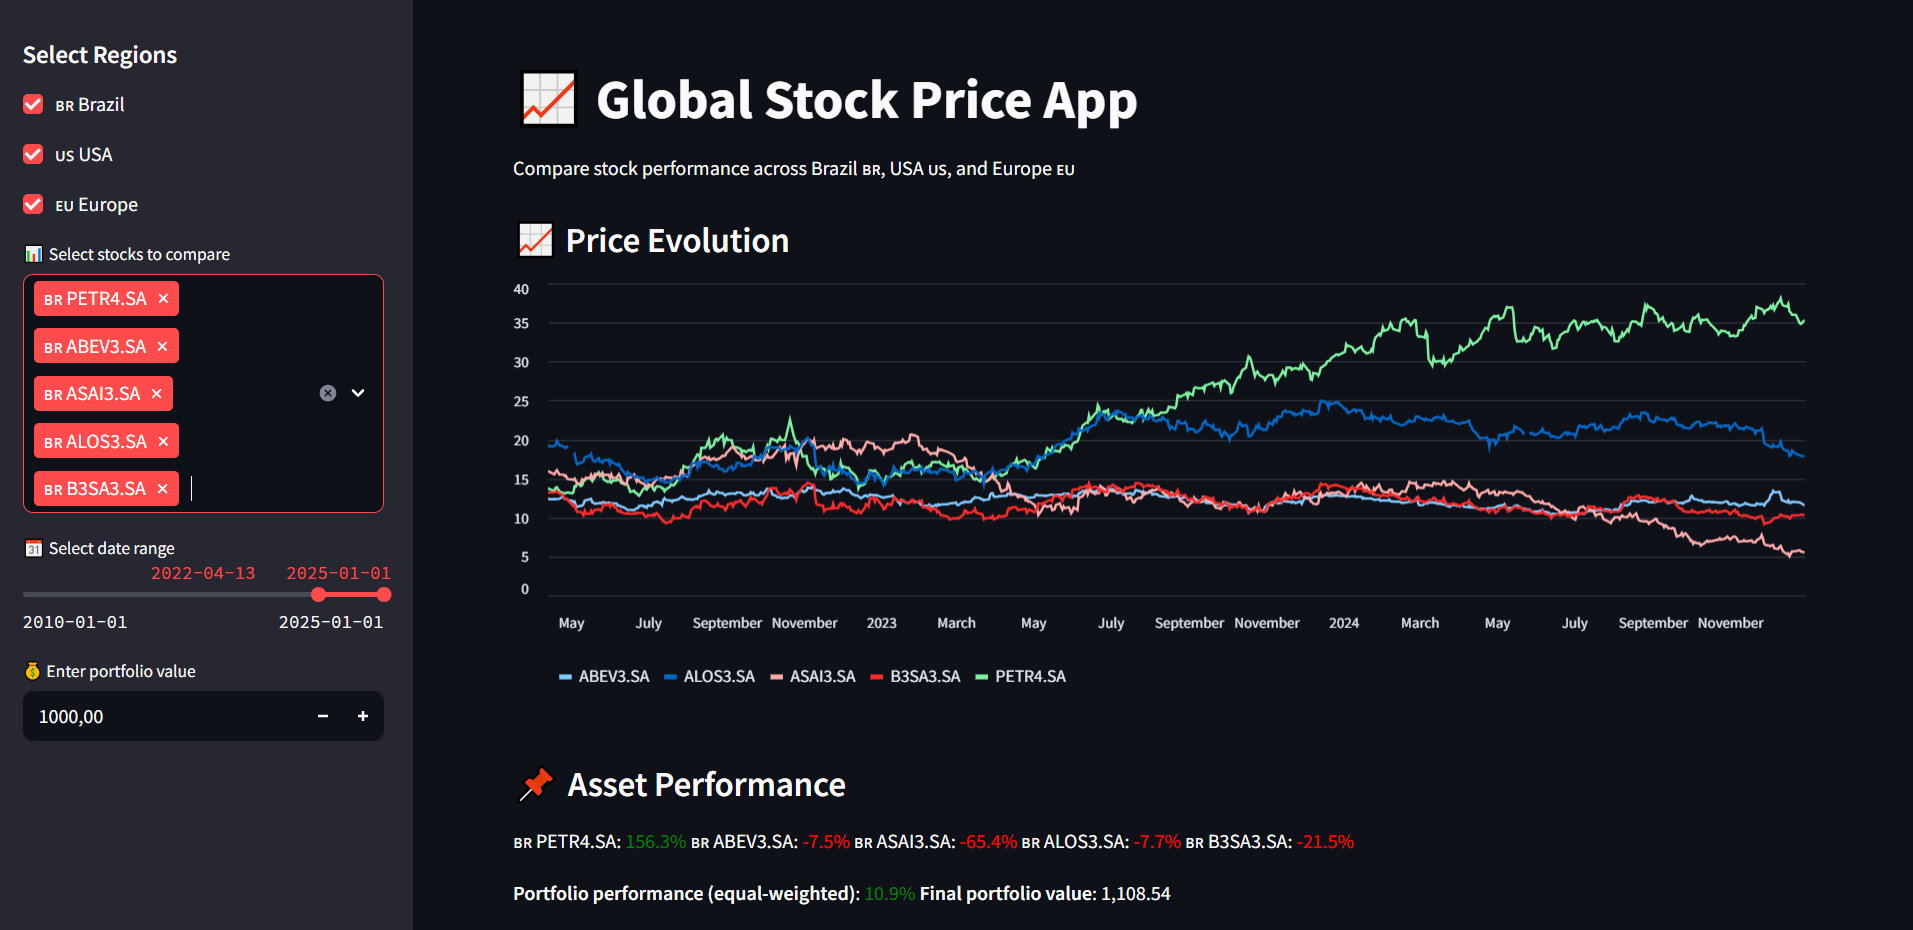 Select Regions
BR Brazil
US USA
EU Europe
Select stocks to compare
BR PETR4.SA ×
BR ABEV3.SA ×
BR ASAI3.SA ×
BR ALOS3.SA ×
BR B3SA3.SA ×
Select date range
2022-04-13 2025-01-01
2010-01-01 2025-01-01
Enter portfolio value
1000,00 − +
Global Stock Price App
Compare stock performance across Brazil BR, USA US, and Europe EU
Price Evolution
40
35
30
25
20
15
10
5
0
May July September November 2023 March May July September November 2024 March May July September November
ABEV3.SA ALOS3.SA ASAI3.SA B3SA3.SA PETR4.SA
Asset Performance
BR PETR4.SA: 156.3% BR ABEV3.SA: -7.5% BR ASAI3.SA: -65.4% BR ALOS3.SA: -7.7% BR B3SA3.SA: -21.5%
Portfolio performance (equal-weighted): 10.9% Final portfolio value: 1,108.54